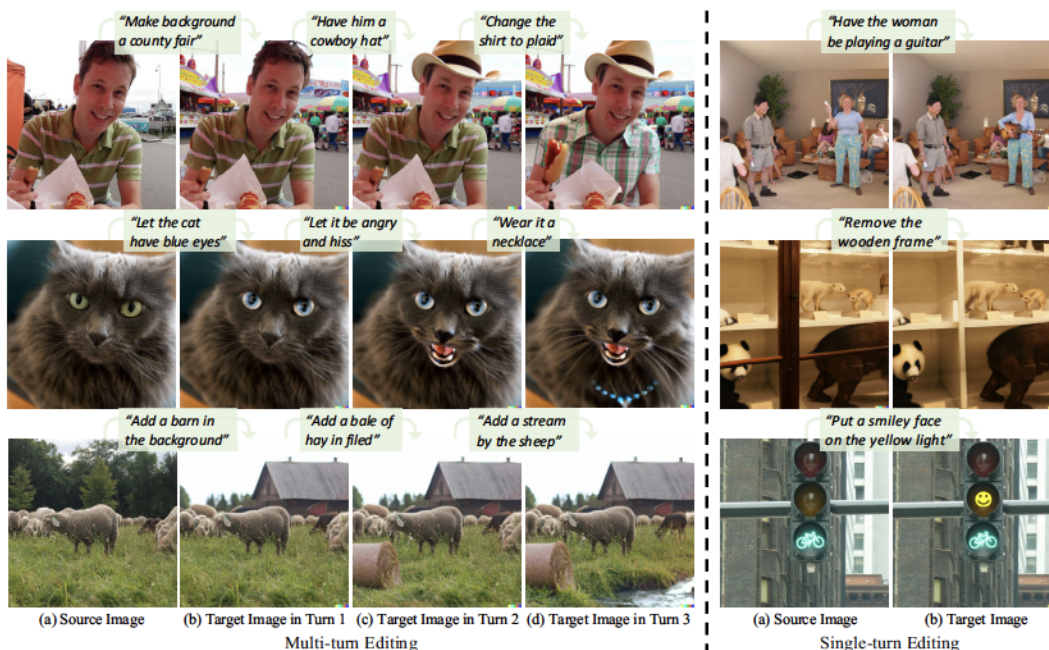 “Make background
a county fair”
“Have him a
cowboy hat”
“Change the
shirt to plaid”
“Have the woman
be playing a guitar”
“Let the cat
have blue eyes”
“Let it be angry
and hiss”
“Wear it a
necklace”
“Remove the
wooden frame”
“Add a barn in
the background”
“Add a bale of
hay in filed”
“Add a stream
by the sheep”
“Put a smiley face
on the yellow light”
(a) Source Image
(b) Target Image in Turn 1
(c) Target Image in Turn 2
(d) Target Image in Turn 3
(a) Source Image
(b) Target Image
Multi-turn Editing
Single-turn Editing